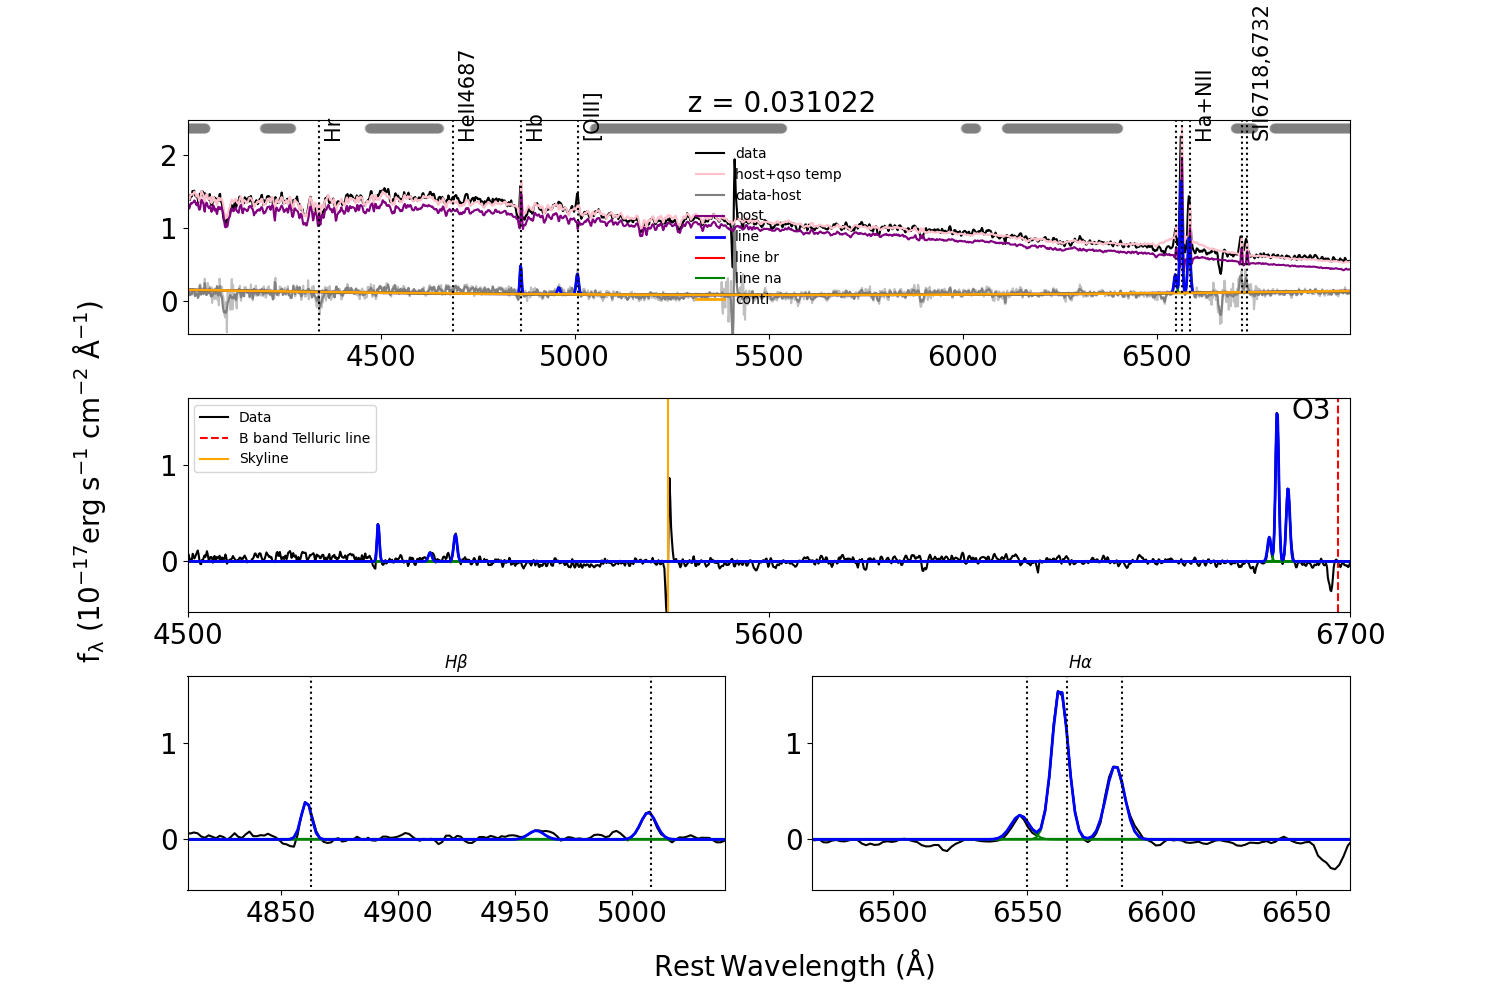 z = 0.031022
Hr
HeII4687
Hb
[OIII]
Ha+NII
SII6718,6732
data
host+qso temp
data-host
host
line
line br
line na
conti
2
1
0
4500 5000 5500 6000 6500
Data
B band Telluric line
Skyline
O3
1
0
4500 5600 6700
fλ (10⁻¹⁷erg s⁻¹ cm⁻² Å⁻¹)
Hβ
1
0
4850 4900 4950 5000
Hα
1
0
6500 6550 6600 6650
Rest Wavelength (Å)